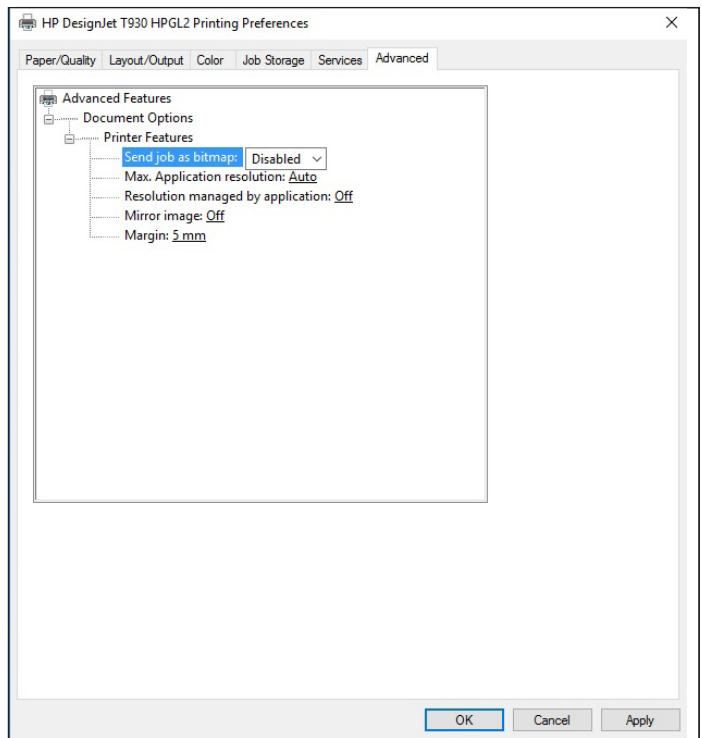 HP DesignJet T930 HPGL2 Printing Preferences
Paper/Quality Layout/Output Color Job Storage Services Advanced
Advanced Features
Document Options
Printer Features
Send job as bitmap: Disabled
Max. Application resolution: Auto
Resolution managed by application: Off
Mirror image: Off
Margin: 5 mm
OK Cancel Apply